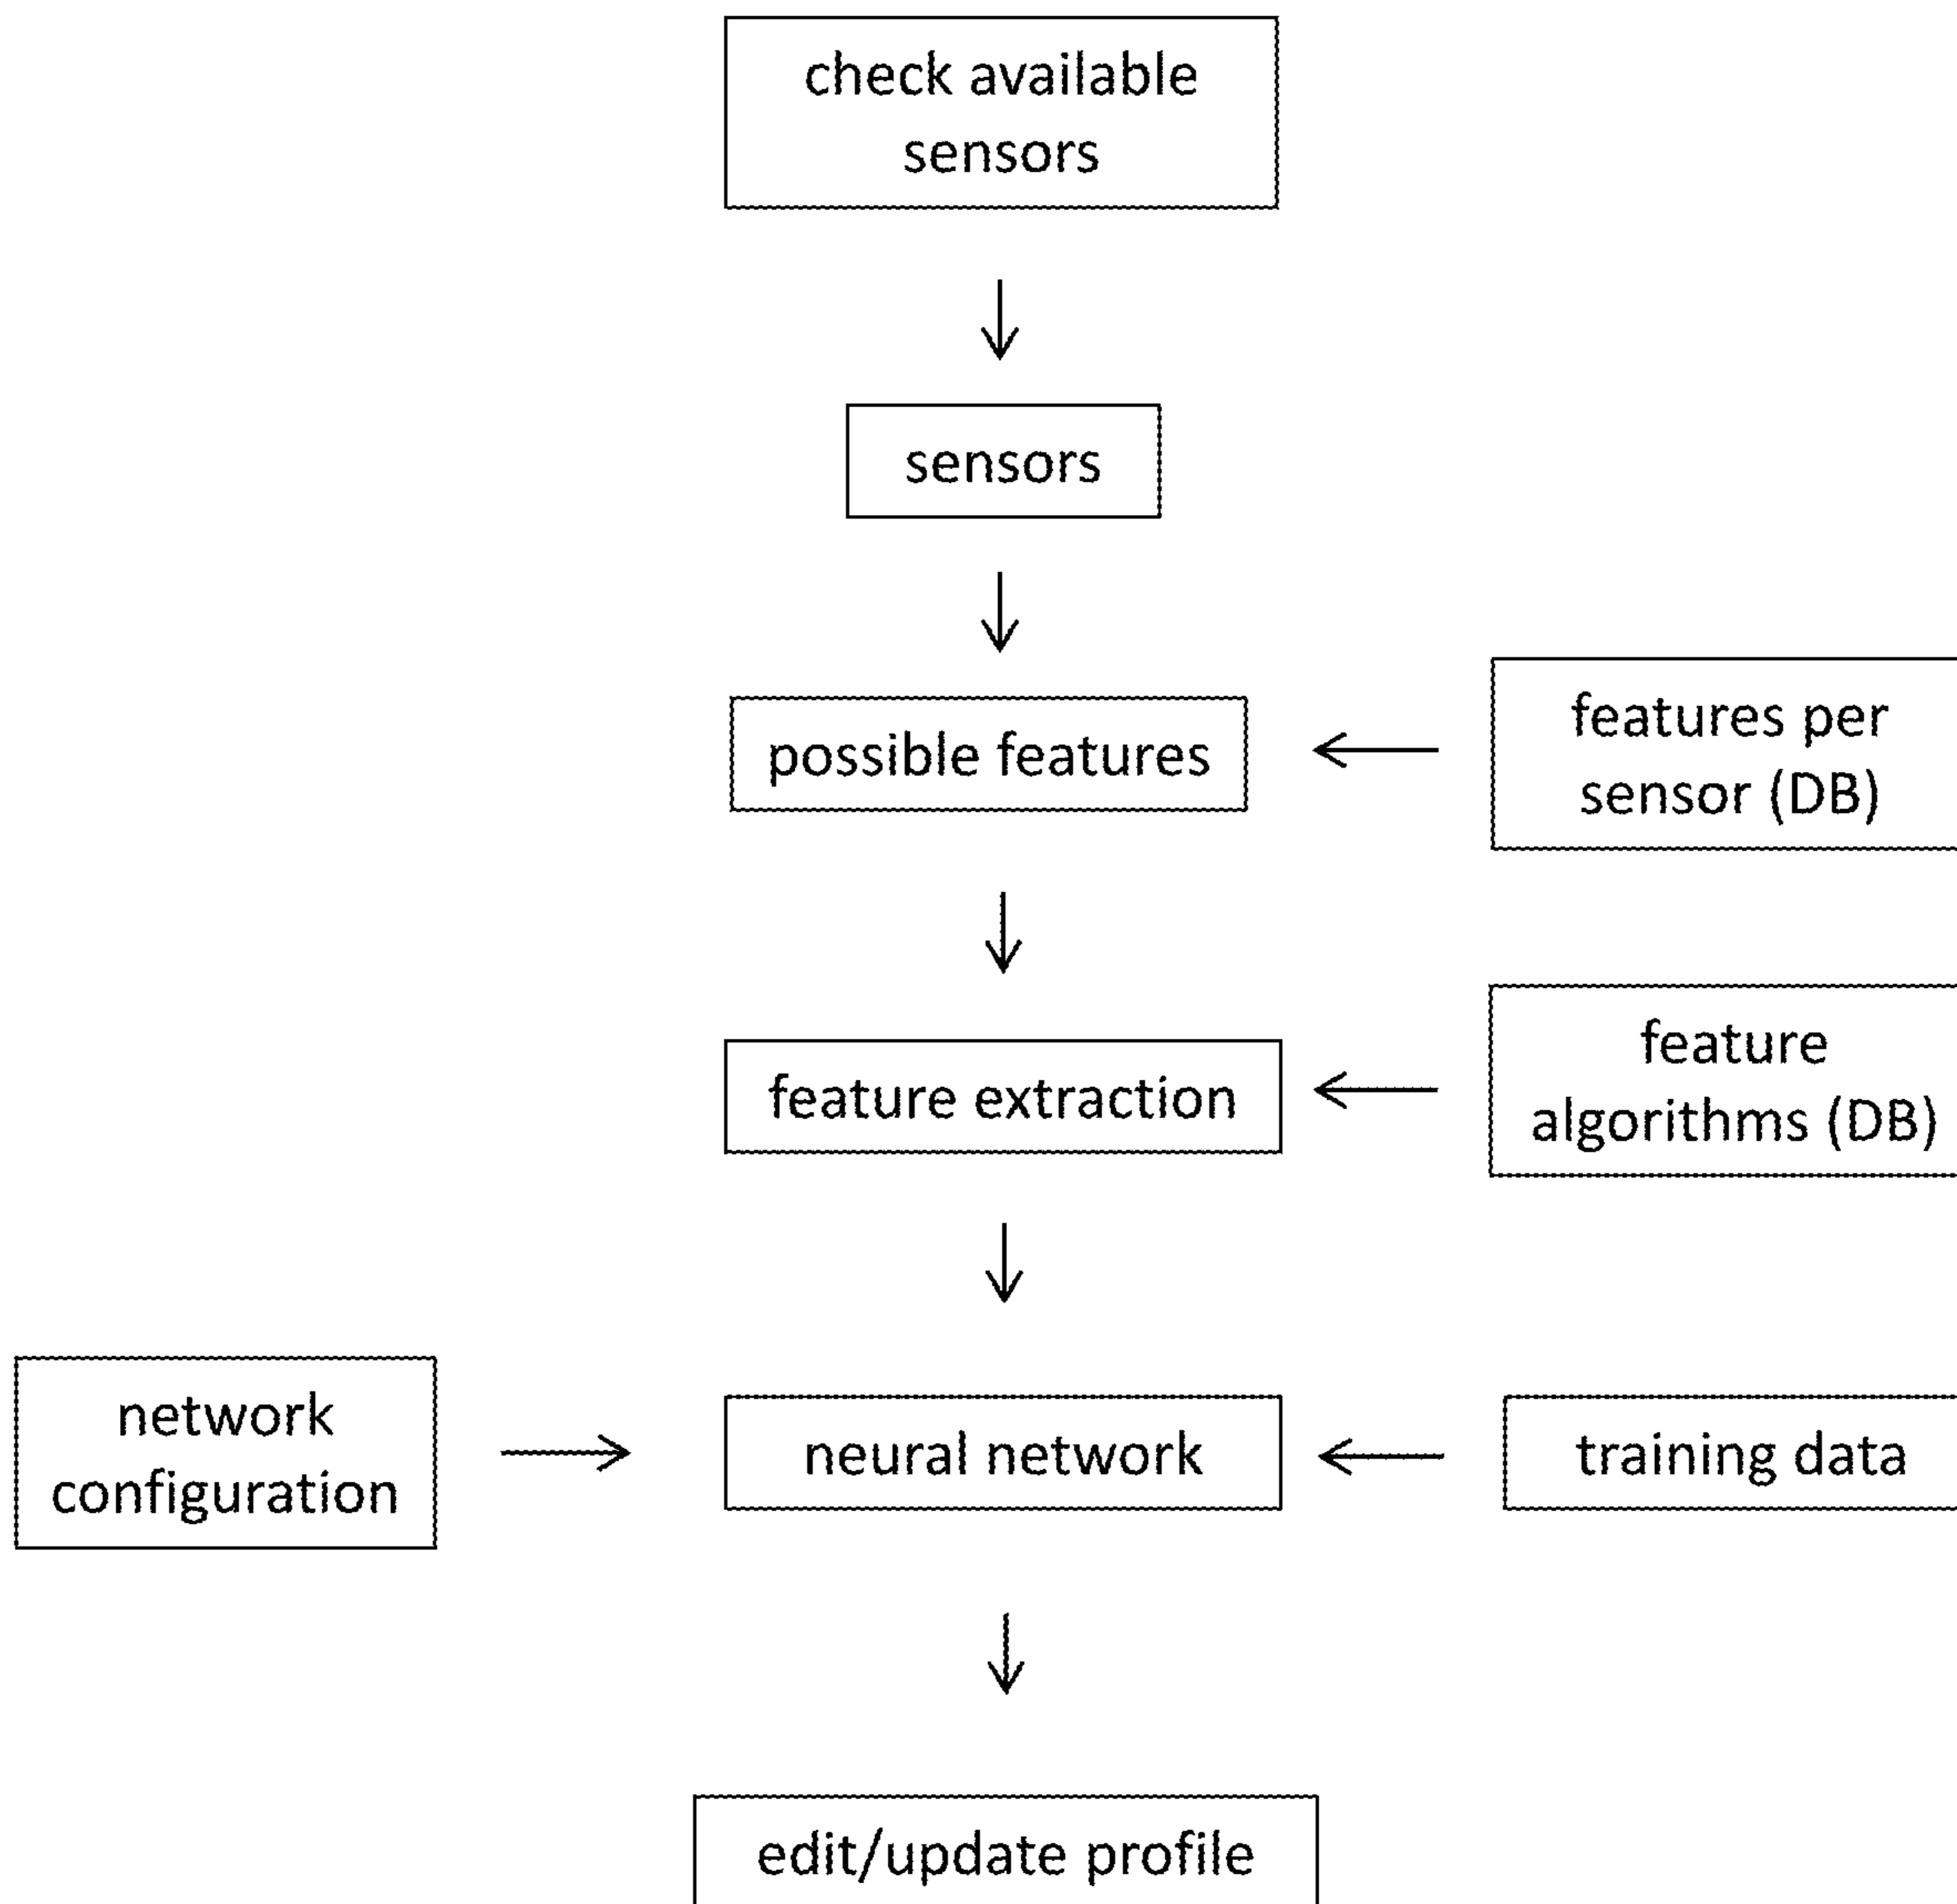 check available
sensors
sensors
possible features
features per
sensor (DB)
feature extraction
feature
algorithms (DB)
network
configuration
neural network
training data
edit/update profile